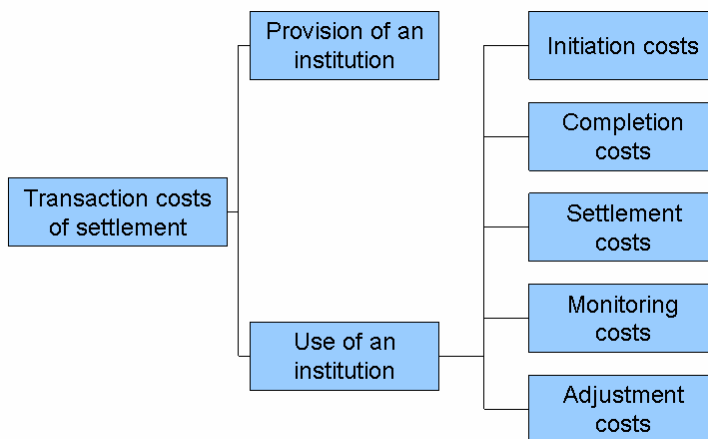 Transaction costs
of settlement
Provision of an
institution
Use of an
institution
Initiation costs
Completion
costs
Settlement
costs
Monitoring
costs
Adjustment
costs